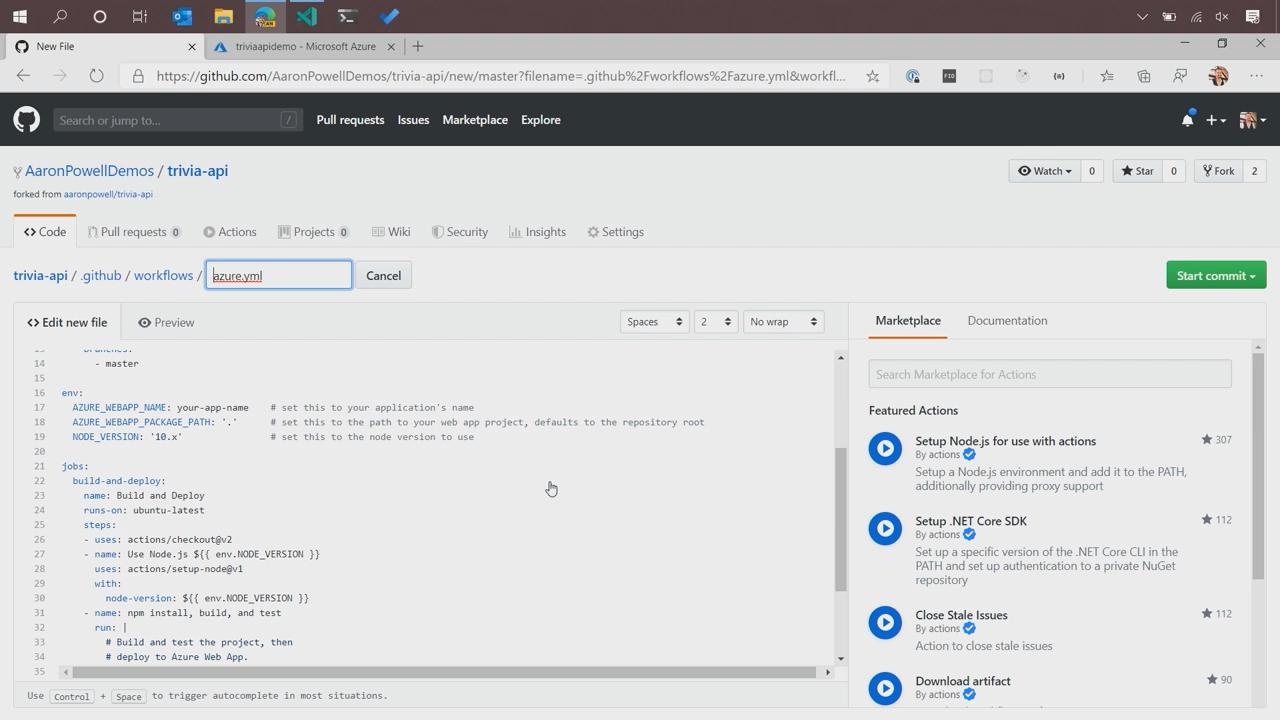 New File
triviaapidemo - Microsoft Azure
https://github.com/AaronPowellDemos/trivia-api/new/master?filename=.github%2Fworkflows%2Fazure.yml&workfl...
Search or jump to...
/
Pull requests
Issues
Marketplace
Explore
AaronPowellDemos / trivia-api
forked from aaronpowell/trivia-api
Watch 0
Star 0
Fork 2
Code
Pull requests 0
Actions
Projects 0
Wiki
Security
Insights
Settings
trivia-api / .github / workflows / azure.yml
Cancel
Start commit
Edit new file
Preview
Spaces
2
No wrap
Marketplace
Documentation
branches:
14 - master
15
16 env:
17 AZURE_WEBAPP_NAME: your-app-name # set this to your application's name
18 AZURE_WEBAPP_PACKAGE_PATH: '.' # set this to the path to your web app project, defaults to the repository root
19 NODE_VERSION: '10.x' # set this to the node version to use
20
21 jobs:
22 build-and-deploy:
23 name: Build and Deploy
24 runs-on: ubuntu-latest
25 steps:
26 - uses: actions/checkout@v2
27 - name: Use Node.js ${{ env.NODE_VERSION }}
28 uses: actions/setup-node@v1
29 with:
30 node-version: ${{ env.NODE_VERSION }}
31 - name: npm install, build, and test
32 run: |
33 # Build and test the project, then
34 # deploy to Azure Web App.
35
Use Control + Space to trigger autocomplete in most situations.
Search Marketplace for Actions
Featured Actions
Setup Node.js for use with actions
307
By actions
Setup a Node.js environment and add it to the PATH,
additionally providing proxy support
Setup .NET Core SDK
112
By actions
Set up a specific version of the .NET Core CLI in the
PATH and set up authentication to a private NuGet
repository
Close Stale Issues
112
By actions
Action to close stale issues
Download artifact
90
By actions